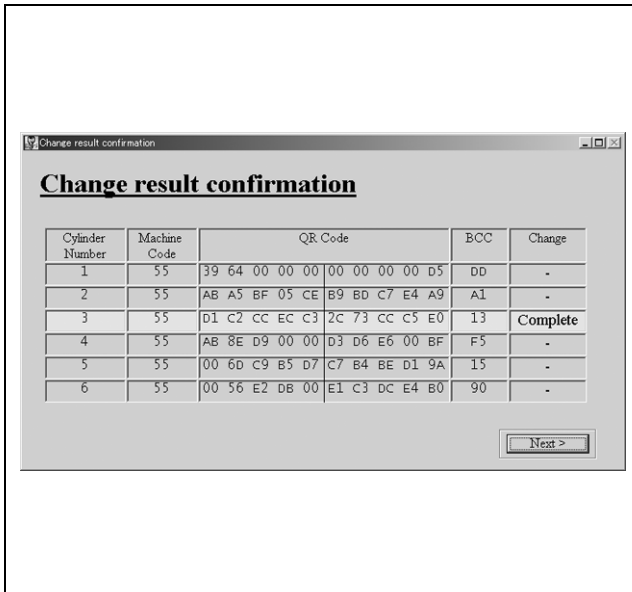 Change result confirmation
Change result confirmation
Cylinder Number Machine Code QR Code BCC Change
1 55 39 64 00 00 00 00 00 00 00 D5 DD -
2 55 AB A5 BF 05 CE B9 BD C7 E4 A9 A1 -
3 55 D1 C2 CC EC C3 2C 73 CC C5 E0 13 Complete
4 55 AB 8E D9 00 00 D3 D6 E6 00 BF F5 -
5 55 00 6D C9 B5 D7 C7 B4 BE D1 9A 15 -
6 55 00 56 E2 DB 00 E1 C3 DC E4 B0 90 -
Next >